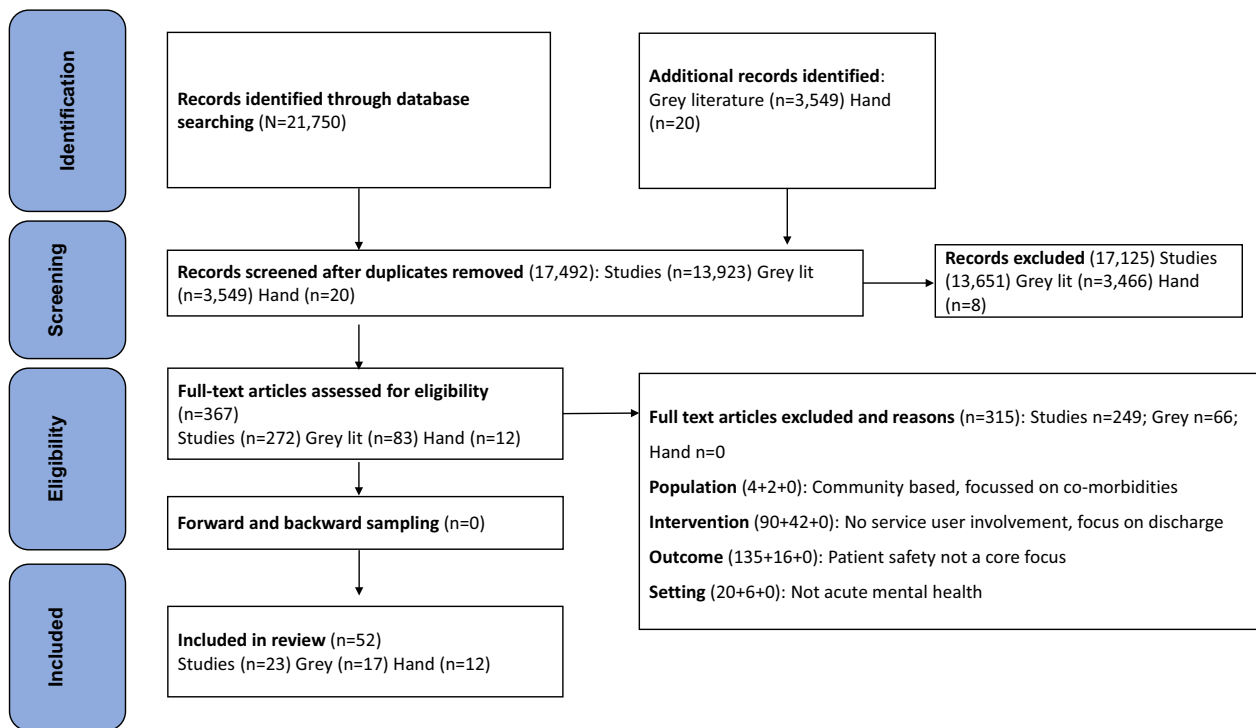 Identification
Records identified through database
searching (N=21,750)
Additional records identified:
Grey literature (n=3,549) Hand
(n=20)
Screening
Records screened after duplicates removed (17,492): Studies (n=13,923) Grey lit
(n=3,549) Hand (n=20)
Records excluded (17,125) Studies
(13,651) Grey lit (n=3,466) Hand
(n=8)
Eligibility
Full-text articles assessed for eligibility
(n=367)
Studies (n=272) Grey lit (n=83) Hand (n=12)
Full text articles excluded and reasons (n=315): Studies n=249; Grey n=66;
Hand n=0
Population (4+2+0): Community based, focussed on co-morbidities
Intervention (90+42+0): No service user involvement, focus on discharge
Outcome (135+16+0): Patient safety not a core focus
Setting (20+6+0): Not acute mental health
Forward and backward sampling (n=0)
Included
Included in review (n=52)
Studies (n=23) Grey (n=17) Hand (n=12)